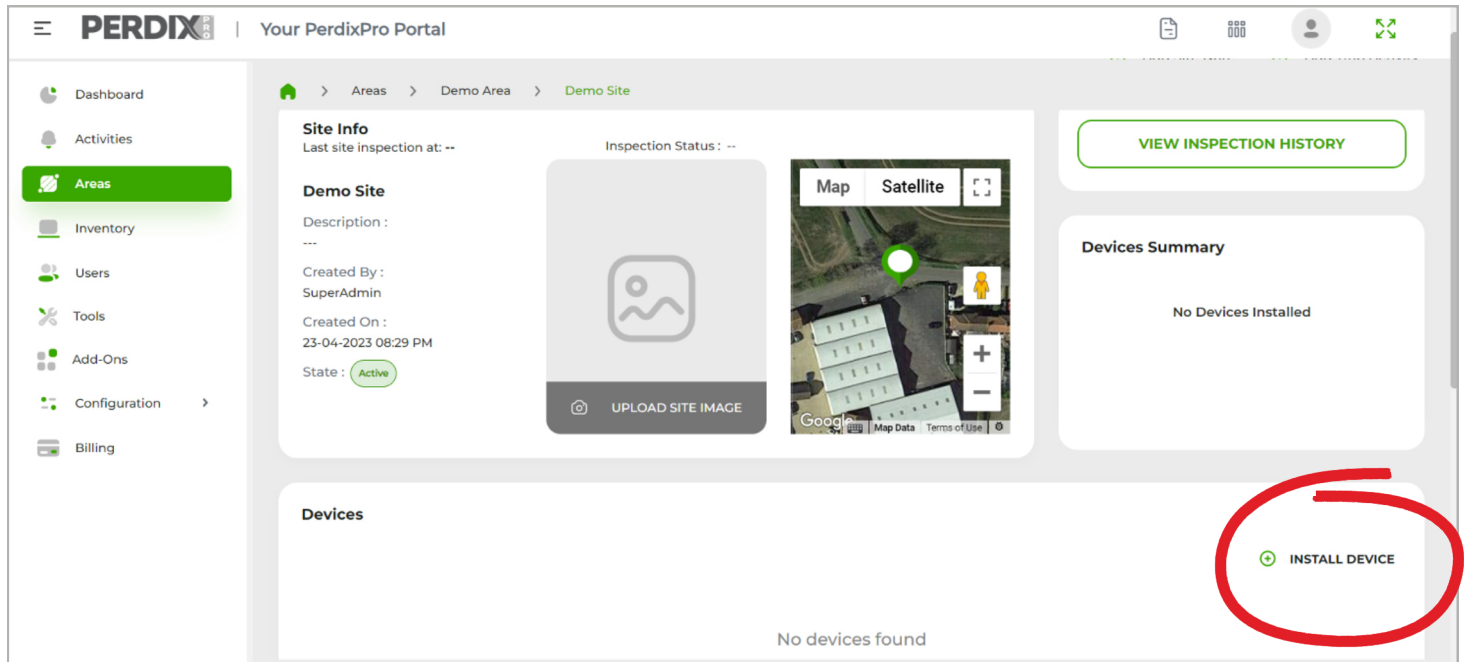 PERDIX PRO | Your PerdixPro Portal
Dashboard
Activities
Areas
Inventory
Users
Tools
Add-Ons
Configuration >
Billing
> Areas > Demo Area > Demo Site
Site Info
Last site inspection at: --
Demo Site
Description :
---
Created By :
SuperAdmin
Created On :
23-04-2023 08:29 PM
State : Active
Inspection Status : --
UPLOAD SITE IMAGE
Map Satellite
+
−
Google Map Data Terms of Use
VIEW INSPECTION HISTORY
Devices Summary
No Devices Installed
Devices
INSTALL DEVICE
No devices found